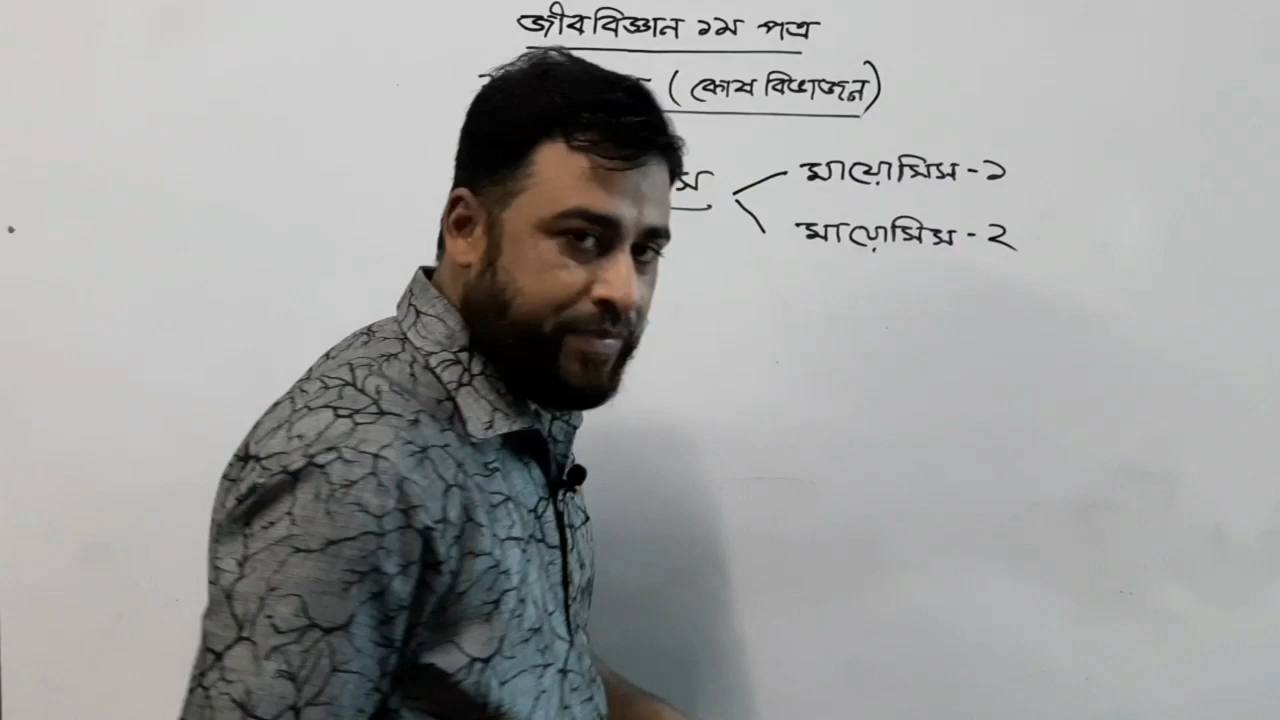 জীববিজ্ঞান ১ম পত্র
(কোষ বিভাজন)
মায়োসিস - ১
মায়োসিস - ২